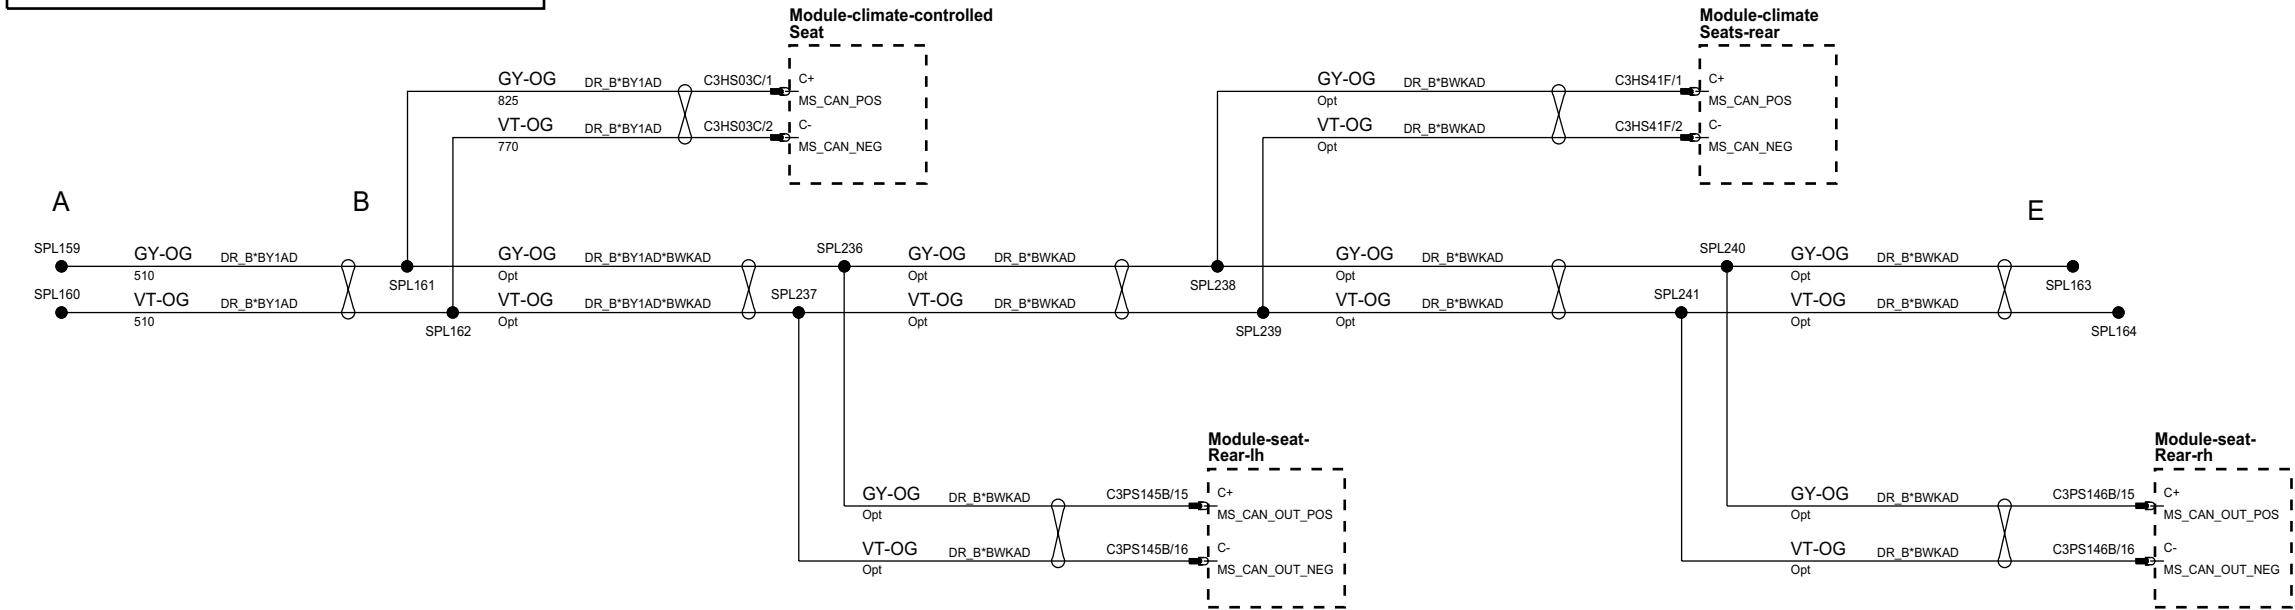 Module-climate-controlled
Seat
Module-climate
Seats-rear
GY-OG DR_B*BY1AD C3HS03C/1 C+
825 MS_CAN_POS
VT-OG DR_B*BY1AD C3HS03C/2 C-
770 MS_CAN_NEG
GY-OG DR_B*BWKAD C3HS41F/1 C+
Opt MS_CAN_POS
VT-OG DR_B*BWKAD C3HS41F/2 C-
Opt MS_CAN_NEG
A B E
SPL159 GY-OG DR_B*BY1AD GY-OG DR_B*BY1AD*BWKAD SPL236 GY-OG DR_B*BWKAD GY-OG DR_B*BWKAD SPL240 GY-OG DR_B*BWKAD
510 SPL161 Opt Opt SPL238 Opt Opt SPL163
SPL160 VT-OG DR_B*BY1AD VT-OG DR_B*BY1AD*BWKAD SPL237 VT-OG DR_B*BWKAD VT-OG DR_B*BWKAD SPL241 VT-OG DR_B*BWKAD
510 SPL162 Opt Opt SPL239 Opt Opt SPL164
Module-seat-
Rear-lh
Module-seat-
Rear-rh
GY-OG DR_B*BWKAD C3PS145B/15 C+
Opt MS_CAN_OUT_POS
VT-OG DR_B*BWKAD C3PS145B/16 C-
Opt MS_CAN_OUT_NEG
GY-OG DR_B*BWKAD C3PS146B/15 C+
Opt MS_CAN_OUT_POS
VT-OG DR_B*BWKAD C3PS146B/16 C-
Opt MS_CAN_OUT_NEG